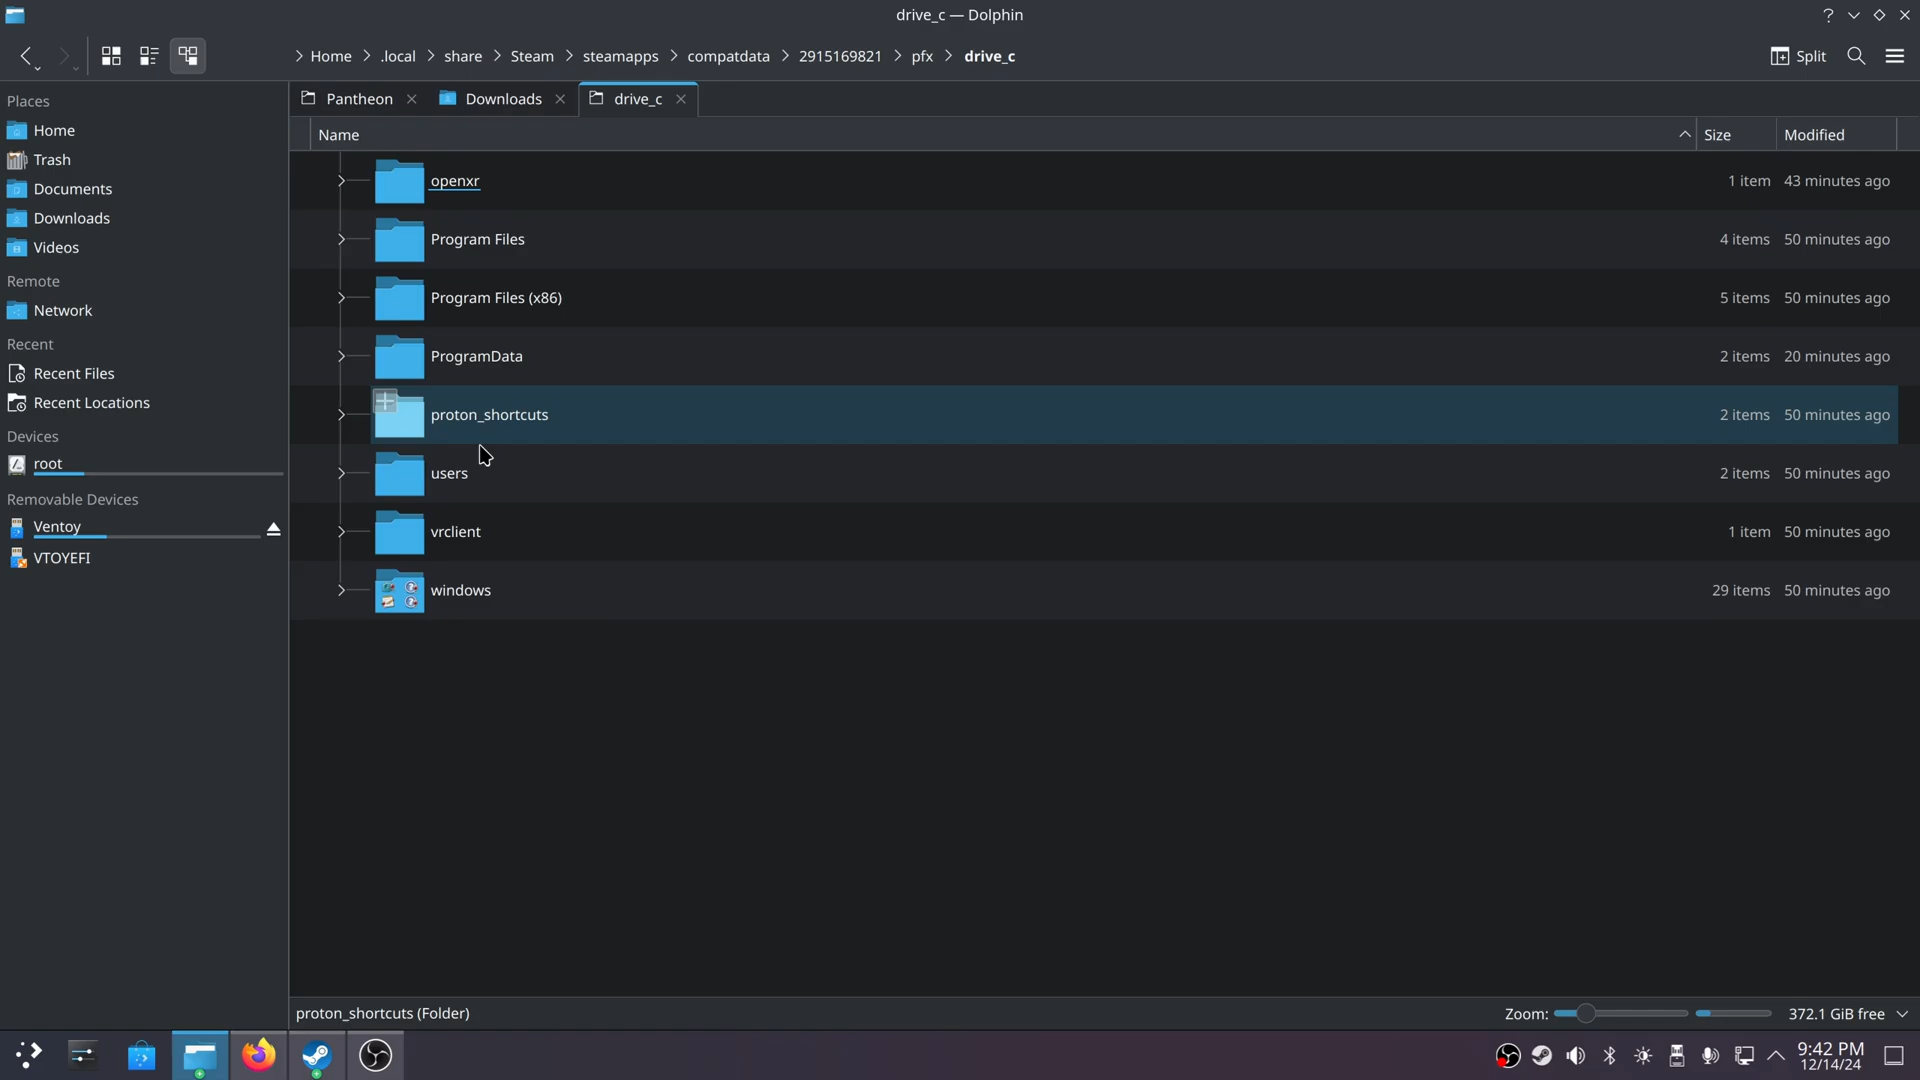 drive_c — Dolphin
Home
.local
share
Steam
steamapps
compatdata
2915169821
pfx
drive_c
Split
Pantheon
Downloads
drive_c
Name
Size
Modified
openxr
1 item
43 minutes ago
Program Files
4 items
50 minutes ago
Program Files (x86)
5 items
50 minutes ago
ProgramData
2 items
20 minutes ago
proton_shortcuts
2 items
50 minutes ago
users
2 items
50 minutes ago
vrclient
1 item
50 minutes ago
windows
29 items
50 minutes ago
Places
Home
Trash
Documents
Downloads
Videos
Remote
Network
Recent
Recent Files
Recent Locations
Devices
root
Removable Devices
Ventoy
VTOYEFI
proton_shortcuts (Folder)
Zoom:
372.1 GiB free
9:42 PM
12/14/24